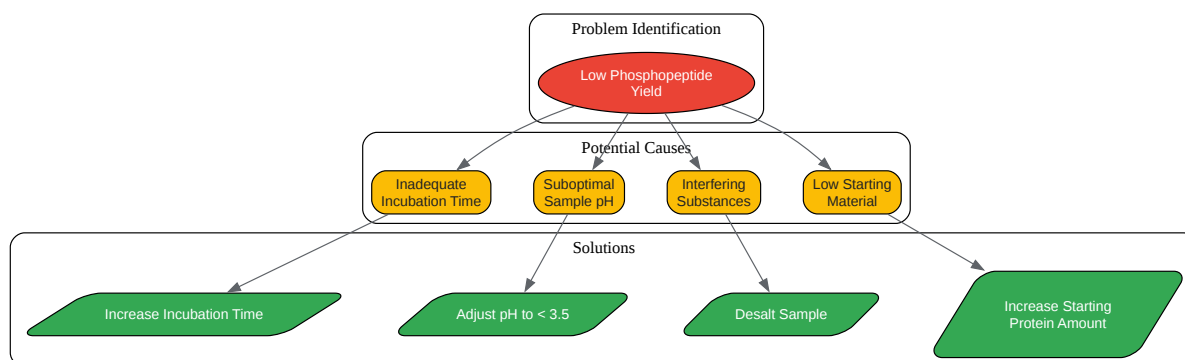 Problem Identification
Low Phosphopeptide
Yield
Potential Causes
Inadequate
Incubation Time
Suboptimal
Sample pH
Interfering
Substances
Low Starting
Material
Solutions
Increase Incubation Time
Adjust pH to < 3.5
Desalt Sample
Increase Starting
Protein Amount